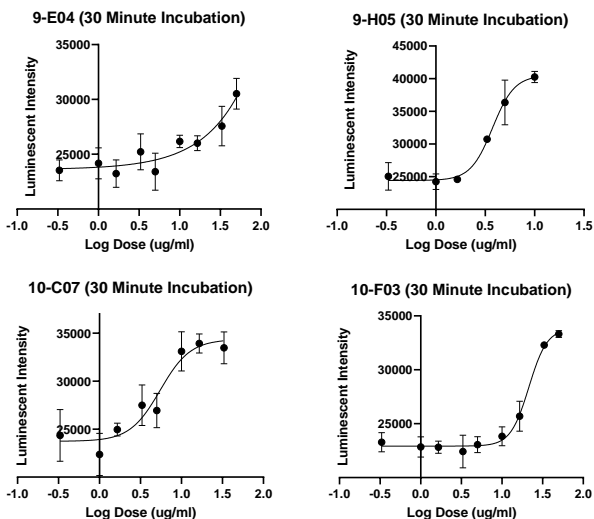 9-E04 (30 Minute Incubation)
Luminescent Intensity
35000
30000
25000
-1.0 -0.5 0.0 0.5 1.0 1.5 2.0
Log Dose (ug/ml)
9-H05 (30 Minute Incubation)
Luminescent Intensity
45000
40000
35000
30000
25000
-1.0 -0.5 0.0 0.5 1.0 1.5
Log Dose (ug/ml)
10-C07 (30 Minute Incubation)
Luminescent Intensity
35000
30000
25000
-1.0 -0.5 0.0 0.5 1.0 1.5 2.0
Log Dose (ug/ml)
10-F03 (30 Minute Incubation)
Luminescent Intensity
35000
30000
25000
-1.0 -0.5 0.0 0.5 1.0 1.5 2.0
Log Dose (ug/ml)